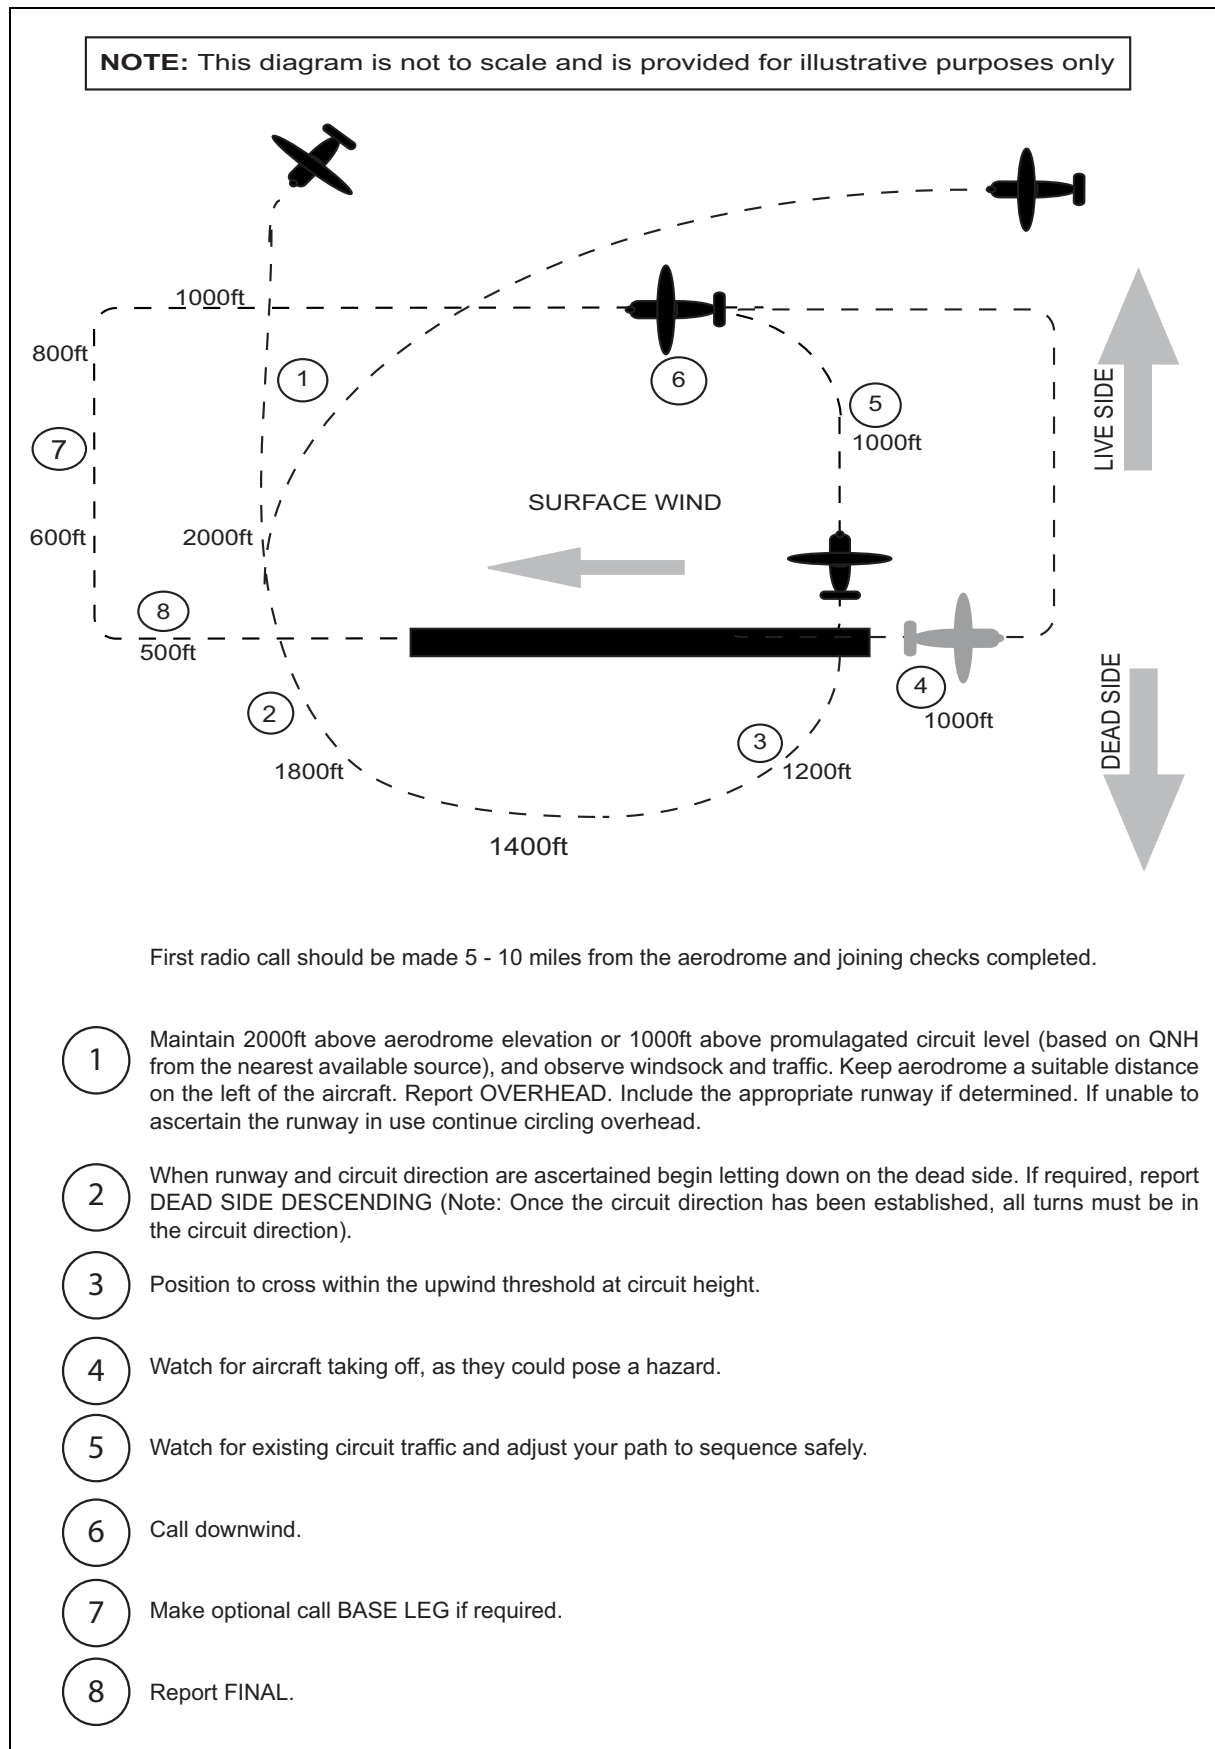 NOTE: This diagram is not to scale and is provided for illustrative purposes only
1000ft
800ft
1
6
5
7
1000ft
LIVE SIDE
SURFACE WIND
600ft
2000ft
8
500ft
4
1000ft
DEAD SIDE
2
3
1800ft
1200ft
1400ft
First radio call should be made 5 - 10 miles from the aerodrome and joining checks completed.
1
Maintain 2000ft above aerodrome elevation or 1000ft above promulagated circuit level (based on QNH
from the nearest available source), and observe windsock and traffic. Keep aerodrome a suitable distance
on the left of the aircraft. Report OVERHEAD. Include the appropriate runway if determined. If unable to
ascertain the runway in use continue circling overhead.
2
When runway and circuit direction are ascertained begin letting down on the dead side. If required, report
DEAD SIDE DESCENDING (Note: Once the circuit direction has been established, all turns must be in
the circuit direction).
3
Position to cross within the upwind threshold at circuit height.
4
Watch for aircraft taking off, as they could pose a hazard.
5
Watch for existing circuit traffic and adjust your path to sequence safely.
6
Call downwind.
7
Make optional call BASE LEG if required.
8
Report FINAL.